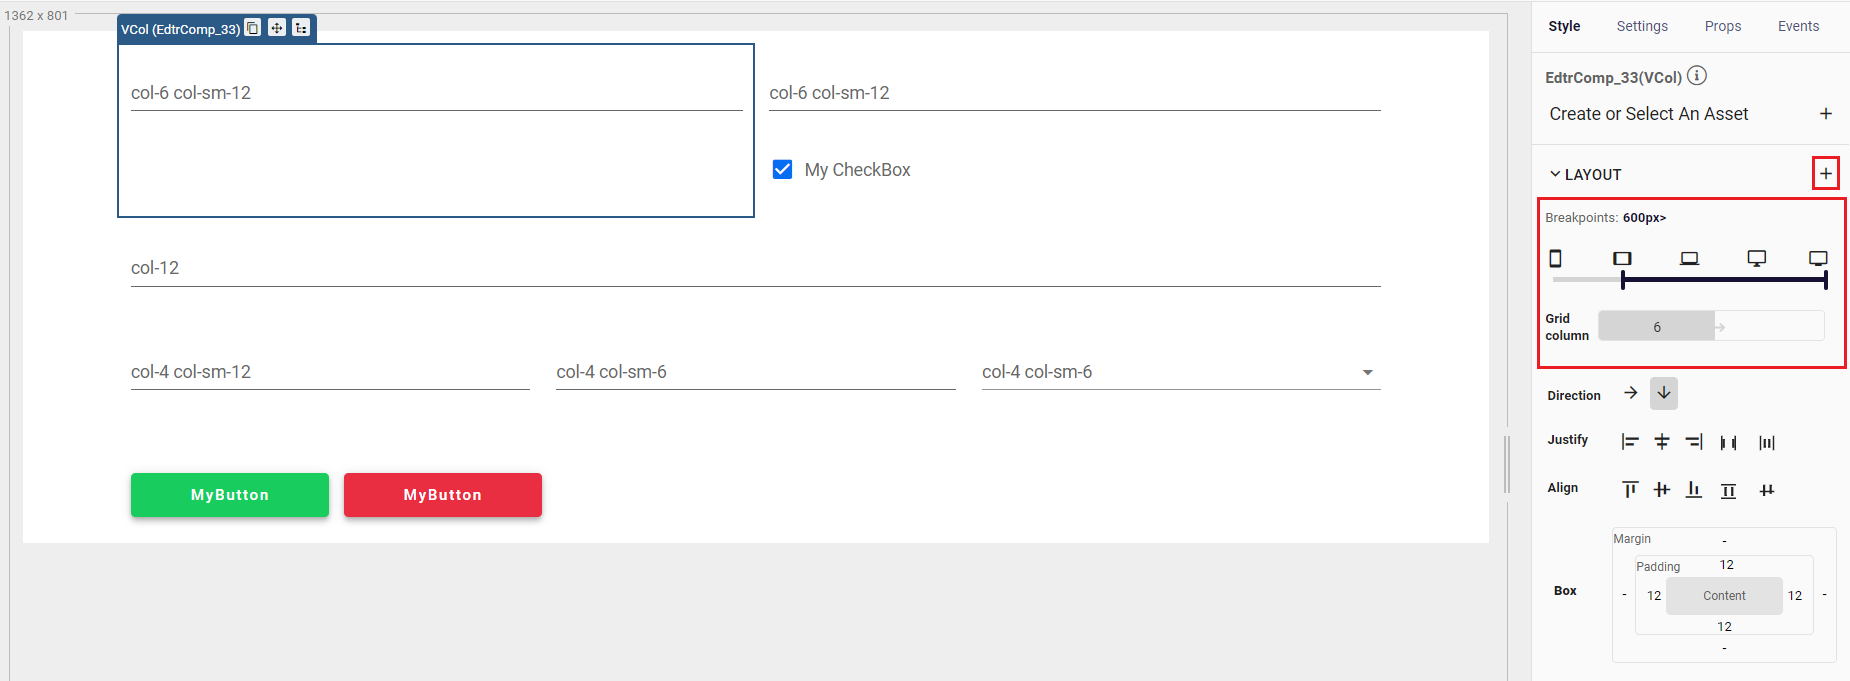 1362 x 801
VCol (EdtrComp_33)
col-6 col-sm-12
col-6 col-sm-12
My CheckBox
col-12
col-4 col-sm-12
col-4 col-sm-6
col-4 col-sm-6
MyButton
MyButton
Style Settings Props Events
EdtrComp_33(VCol)
Create or Select An Asset +
LAYOUT +
Breakpoints: 600px>
Grid
column
6
Direction
Justify
Align
Margin -
Padding 12
Box - 12 Content 12 -
12
-